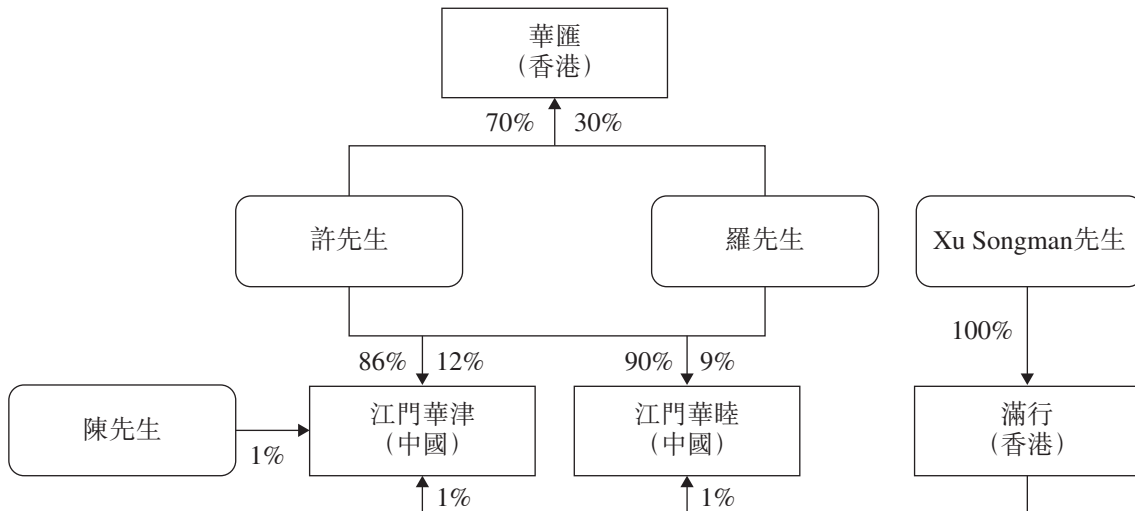 華匯
（香港）
70% 30%
許先生
羅先生
Xu Songman先生
100%
86% 12%
90% 9%
陳先生
江門華津
（中國）
江門華睦
（中國）
滿行
（香港）
1%
1%
1%